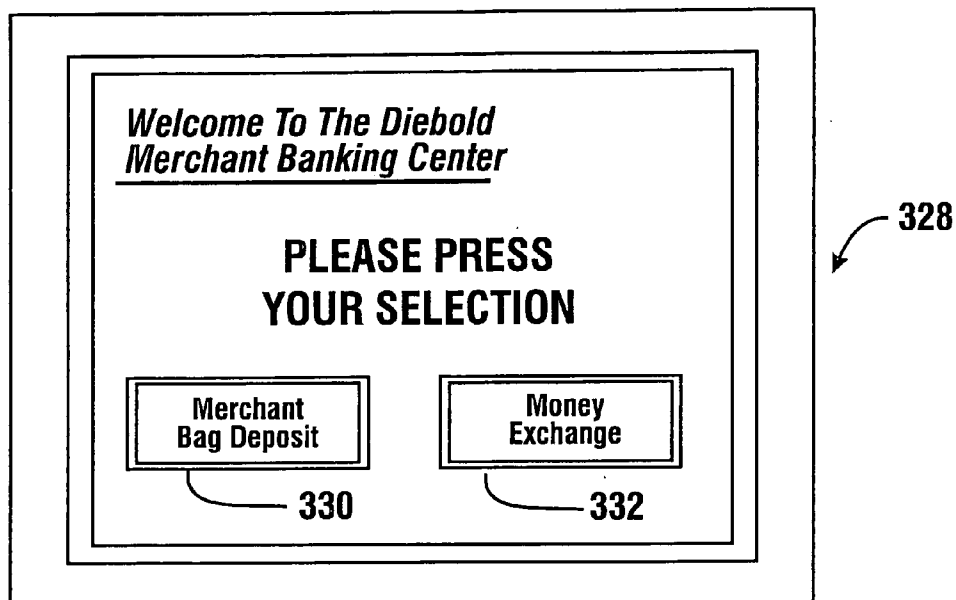 Welcome To The Diebold
Merchant Banking Center
328
PLEASE PRESS
YOUR SELECTION
Merchant
Bag Deposit
Money
Exchange
330
332